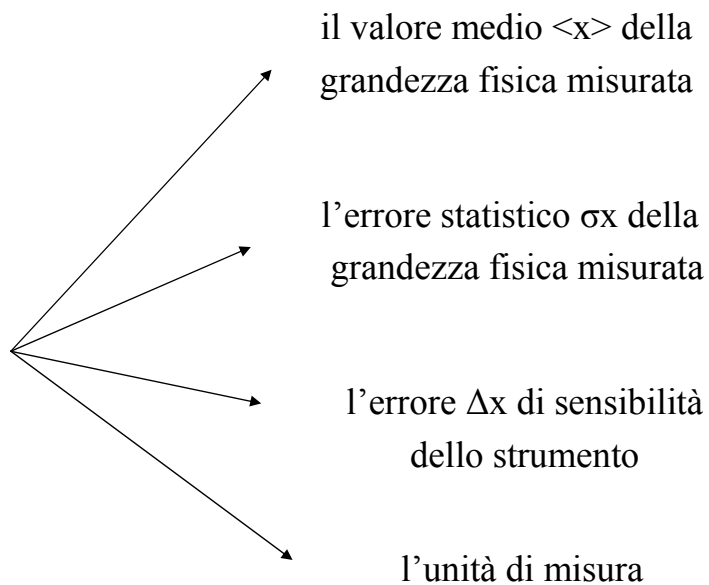 il valore medio <x> della
grandezza fisica misurata
l’errore statistico σx della
grandezza fisica misurata
l’errore Δx di sensibilità
dello strumento
l’unità di misura